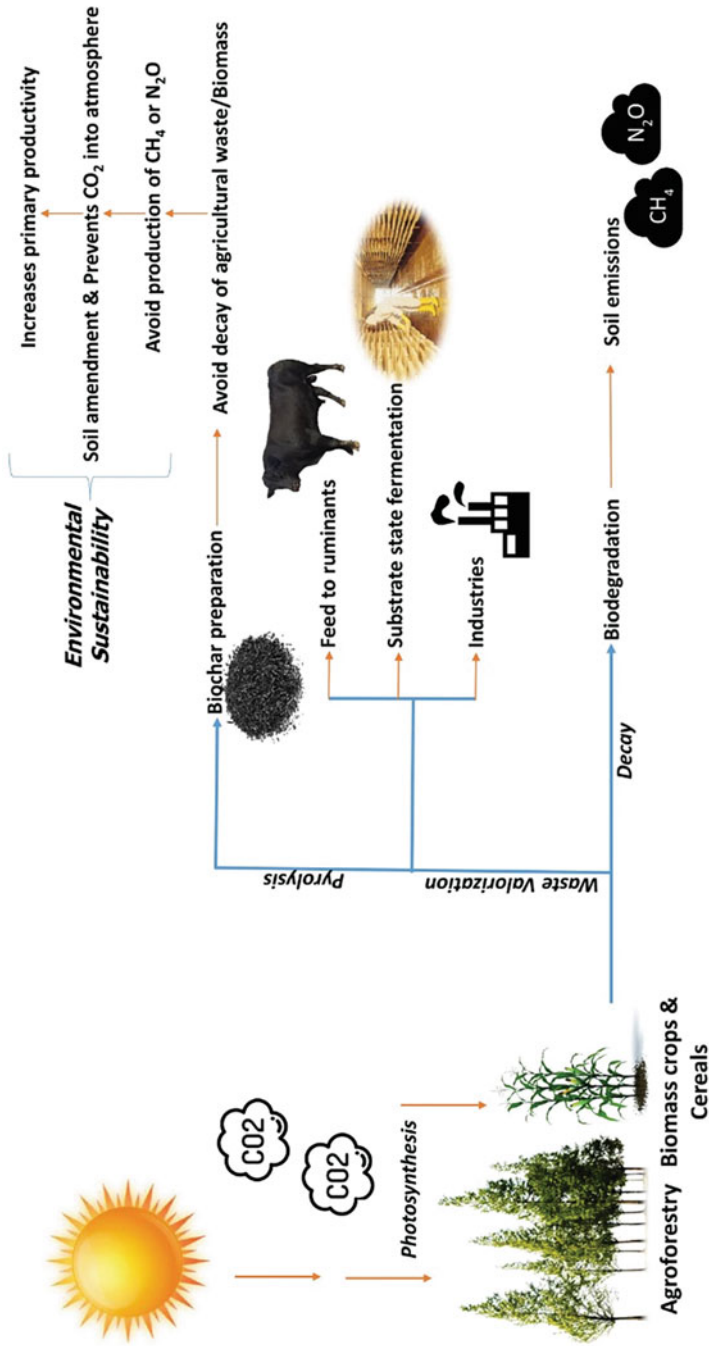 CO2
CO2
Photosynthesis
Agroforestry
Biomass crops &
Cereals
Pyrolysis
Waste Valorization
Decay
Environmental
Sustainability
Increases primary productivity
Soil amendment & Prevents CO₂ into atmosphere
Avoid production of CH₄ or N₂O
Biochar preparation
Avoid decay of agricultural waste/Biomass
Feed to ruminants
Substrate state fermentation
Industries
Biodegradation
Soil emissions
CH₄
N₂O